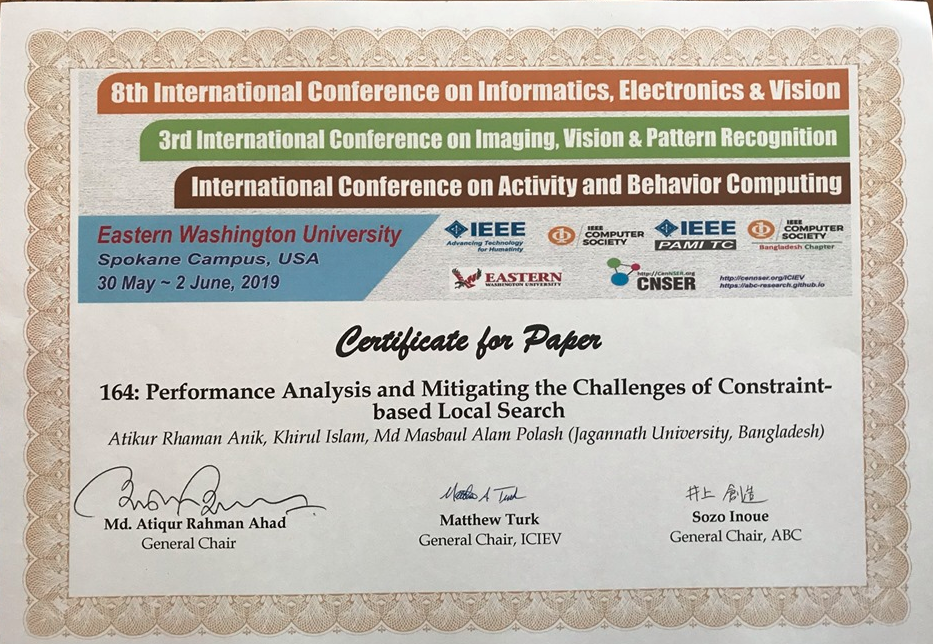 8th International Conference on Informatics, Electronics & Vision
3rd International Conference on Imaging, Vision & Pattern Recognition
International Conference on Activity and Behavior Computing
Eastern Washington University
Spokane Campus, USA
30 May ~ 2 June, 2019
IEEE
Advancing Technology
for Humanity
IEEE
COMPUTER
SOCIETY
IEEE
PAMI TC
IEEE
COMPUTER
SOCIETY
Bangladesh Chapter
EASTERN
WASHINGTON UNIVERSITY
http://CenNSER.org
CNSER
http://cennser.org/ICIEV
https://abc-research.github.io
Certificate for Paper
164: Performance Analysis and Mitigating the Challenges of Constraint-
based Local Search
Atikur Rhaman Anik, Khirul Islam, Md Masbaul Alam Polash (Jagannath University, Bangladesh)
Matthew A Turk
井上 創造
Md. Atiqur Rahman Ahad
General Chair
Matthew Turk
General Chair, ICIEV
Sozo Inoue
General Chair, ABC